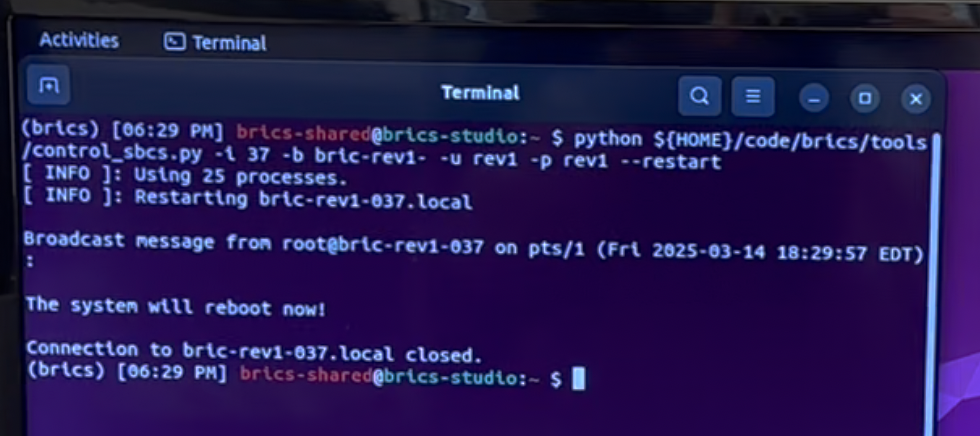 Activities Terminal
Terminal
(brics) [06:29 PM] brics-shared@brics-studio:~ $ python ${HOME}/code/brics/tools
/control_sbcs.py -i 37 -b bric-rev1- -u rev1 -p rev1 --restart
[ INFO ]: Using 25 processes.
[ INFO ]: Restarting bric-rev1-037.local
Broadcast message from root@bric-rev1-037 on pts/1 (Fri 2025-03-14 18:29:57 EDT)
:
The system will reboot now!
Connection to bric-rev1-037.local closed.
(brics) [06:29 PM] brics-shared@brics-studio:~ $